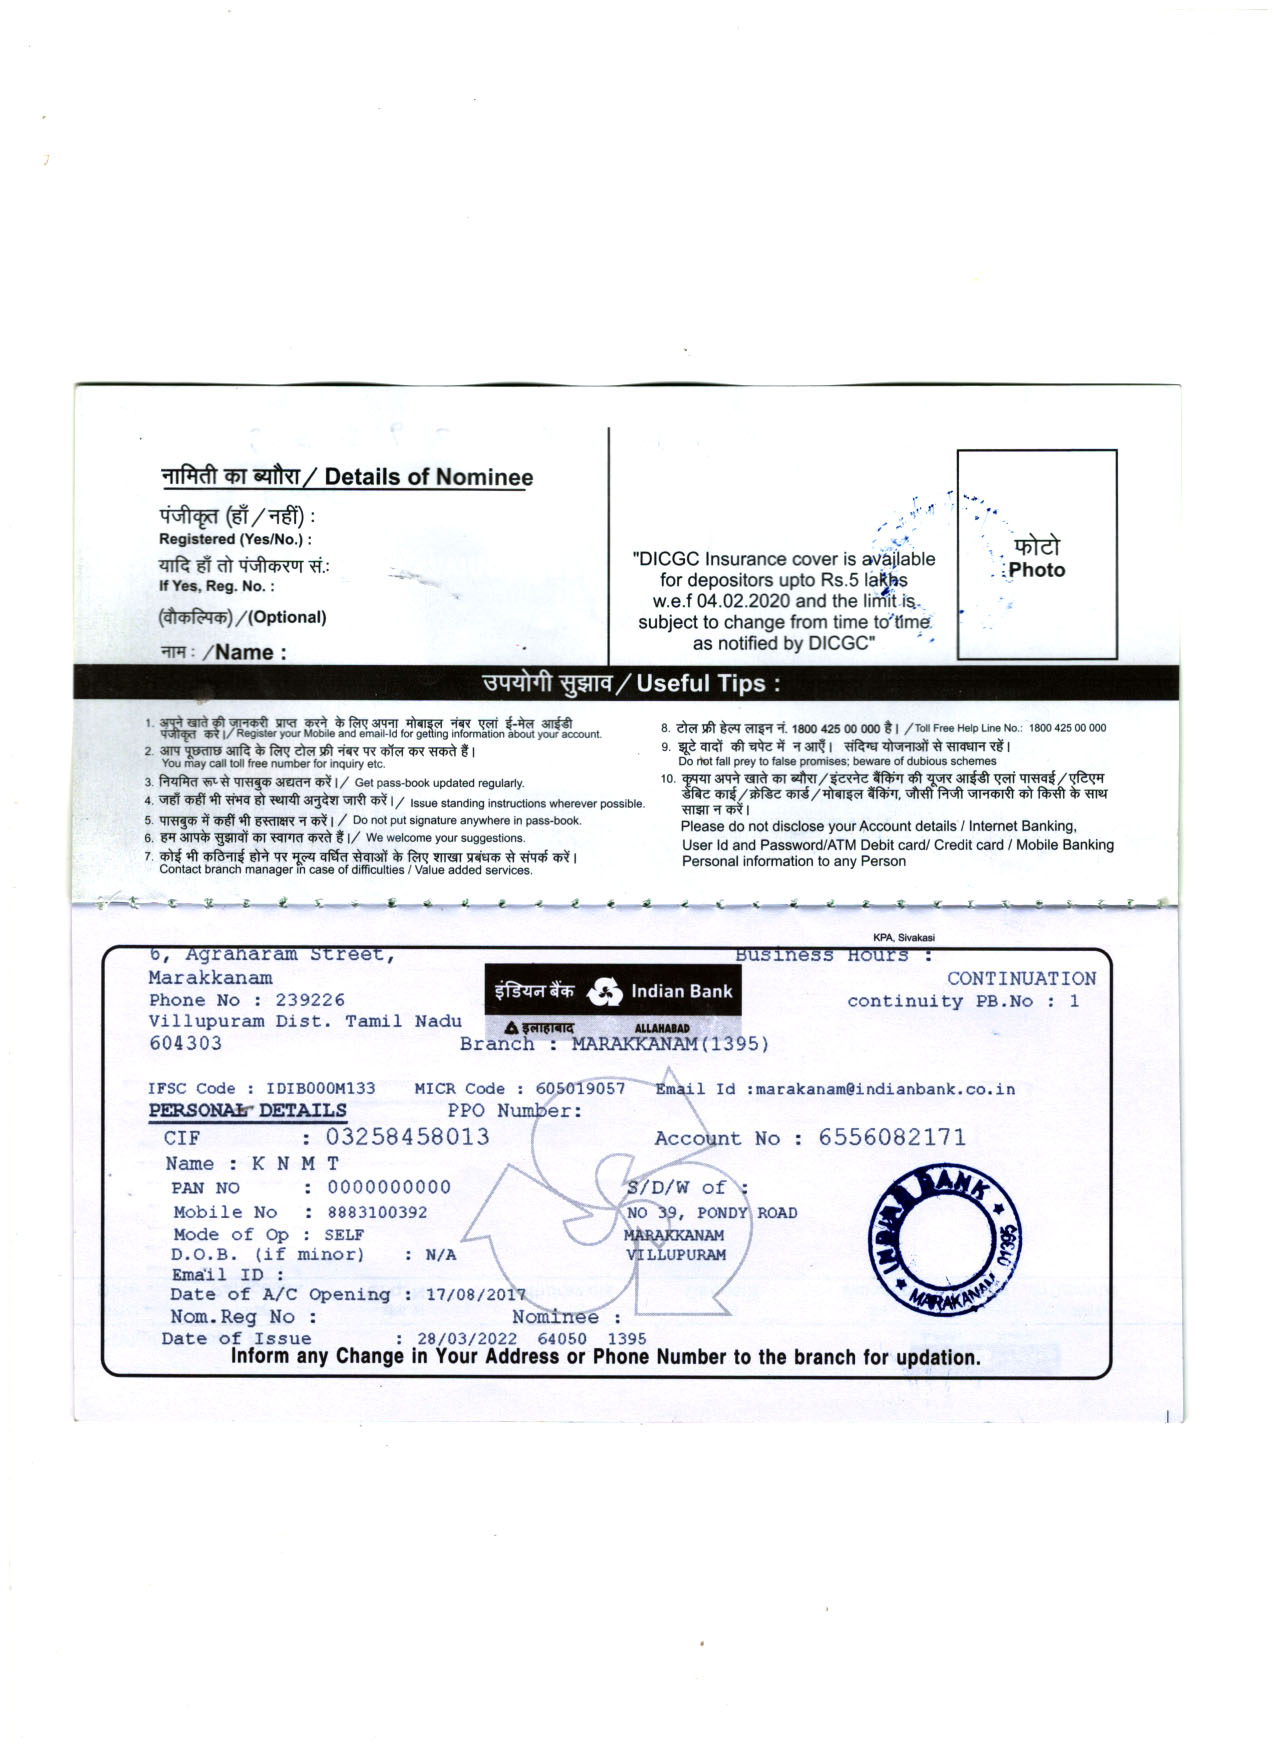 नामिती का ब्यौरा / Details of Nominee
पंजीकृत (हाँ/नहीं) :
Registered (Yes/No.) :
यादि हाँ तो पंजीकरण सं.:
If Yes, Reg. No. :
(वौकल्पिक)/(Optional)
नाम : /Name :
"DICGC Insurance cover is available
for depositors upto Rs.5 lakhs
w.e.f 04.02.2020 and the limit is
subject to change from time to time
as notified by DICGC"
फोटो
Photo
उपयोगी सुझाव / Useful Tips :
1. अपने खाते की जानकरी प्राप्त करने के लिए अपना मोबाइल नंबर एलां ई-मेल आईडी
पंजीकृत करें।/ Register your Mobile and email-Id for getting information about your account.
2. आप पूछताछ आदि के लिए टोल फ्री नंबर पर कॉल कर सकते हैं।
You may call toll free number for inquiry etc.
3. नियमित रूप से पासबुक अद्यतन करें।/ Get pass-book updated regularly.
4. जहाँ कहीं भी संभव हो स्थायी अनुदेश जारी करें।/ Issue standing instructions wherever possible.
5. पासबुक में कहीं भी हस्ताक्षर न करें।/ Do not put signature anywhere in pass-book.
6. हम आपके सुझावों का स्वागत करते हैं।/ We welcome your suggestions.
7. कोई भी कठिनाई होने पर मूल्य वर्धित सेवाओं के लिए शाखा प्रबंधक से संपर्क करें।
Contact branch manager in case of difficulties / Value added services.
8. टोल फ्री हेल्प लाइन नं. 1800 425 00 000 है। /Toll Free Help Line No.: 1800 425 00 000
9. झूटे वादों की चपेट में न आएँ। संदिग्ध योजनाओं से सावधान रहें।
Do not fall prey to false promises; beware of dubious schemes
10. कृपया अपने खाते का ब्यौरा/इंटरनेट बैंकिंग की यूजर आईडी एलां पासवर्ड/एटिएम
डेबिट कार्ड/क्रेडिट कार्ड/मोबाइल बैंकिंग, जौसी निजी जानकारी को किसी के साथ
साझा न करें।
Please do not disclose your Account details / Internet Banking,
User Id and Password/ATM Debit card/ Credit card / Mobile Banking
Personal information to any Person
KPA, Sivakasi
6, Agraharam Street,
Business Hours :
Marakkanam
CONTINUATION
इंडियन बैंक Indian Bank
Phone No : 239226
continuity PB.No : 1
Villupuram Dist. Tamil Nadu
इलाहाबाद ALLAHABAD
604303
Branch : MARAKKANAM(1395)
IFSC Code : IDIB000M133 MICR Code : 605019057 Email Id :marakanam@indianbank.co.in
PERSONAL DETAILS PPO Number:
CIF : 03258458013 Account No : 6556082171
Name : K N M T
PAN NO : 0000000000 S/D/W of :
Mobile No : 8883100392 NO 39, PONDY ROAD
Mode of Op : SELF MARAKKANAM
D.O.B. (if minor) : N/A VILLUPURAM
Email ID :
Date of A/C Opening : 17/08/2017
Nom.Reg No : Nominee :
Date of Issue : 28/03/2022 64050 1395
Inform any Change in Your Address or Phone Number to the branch for updation.
INDIAN BANK
MARAKANAM 01395